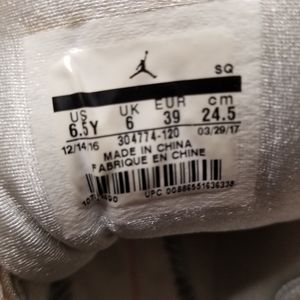 SQ
US UK EUR cm
6.5Y 6 39 24.5
12/14/16 304774-120 03/29/17
MADE IN CHINA
FABRIQUE EN CHINE
UPC 00886551636338